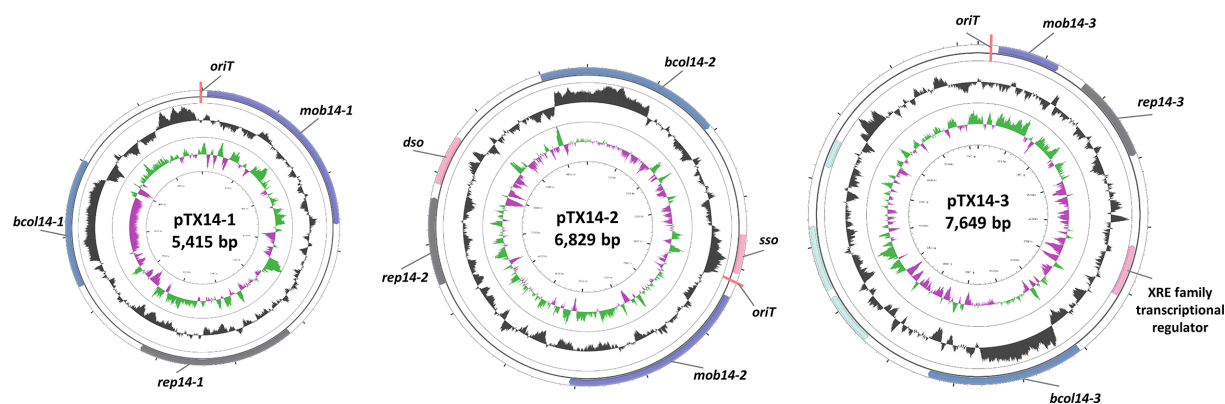 oriT
mob14-1
bcol14-1
pTX14-1
5,415 bp
rep14-1
bcol14-2
dso
pTX14-2
6,829 bp
sso
rep14-2
oriT
mob14-2
oriT
mob14-3
rep14-3
pTX14-3
7,649 bp
XRE family
transcriptional
regulator
bcol14-3